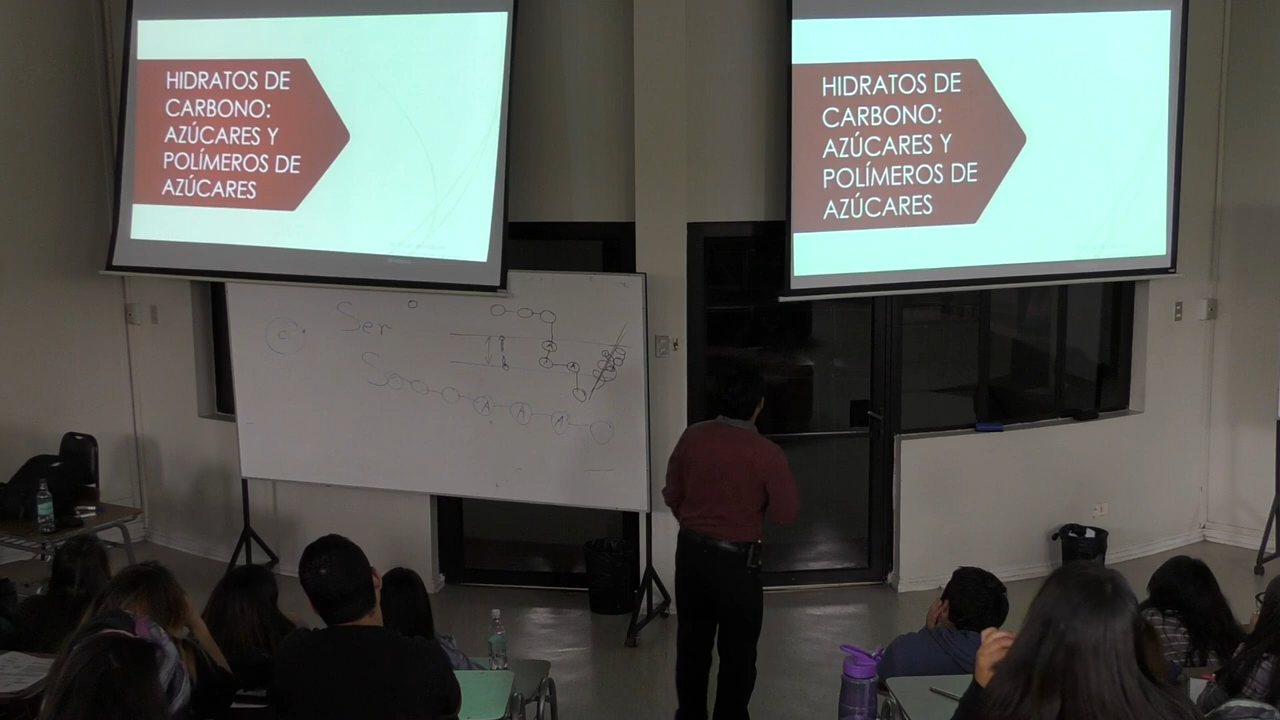 HIDRATOS DE
CARBONO:
AZÚCARES Y
POLÍMEROS DE
AZÚCARES
HIDRATOS DE
CARBONO:
AZÚCARES Y
POLÍMEROS DE
AZÚCARES
Ser
A A A